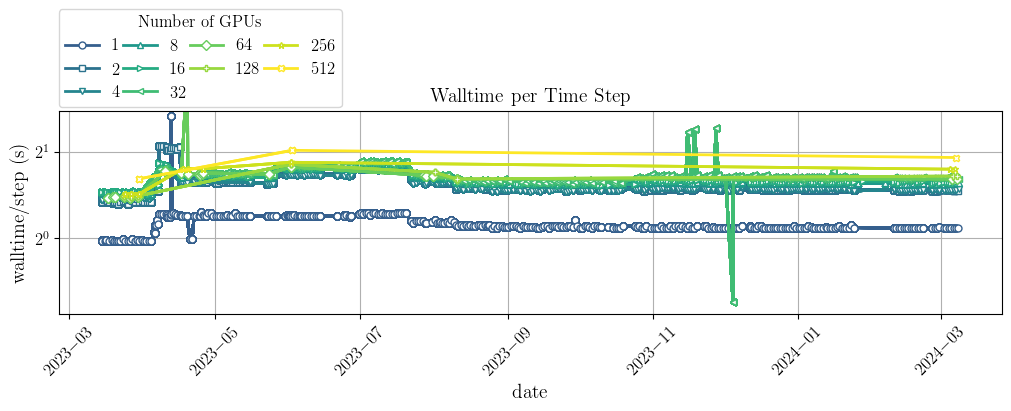 Number of GPUs
1 8 64 256
2 16 128 512
4 32
Walltime per Time Step
walltime/step (s)
2^1
2^0
2023−03 2023−05 2023−07 2023−09 2023−11 2024−01 2024−03
date